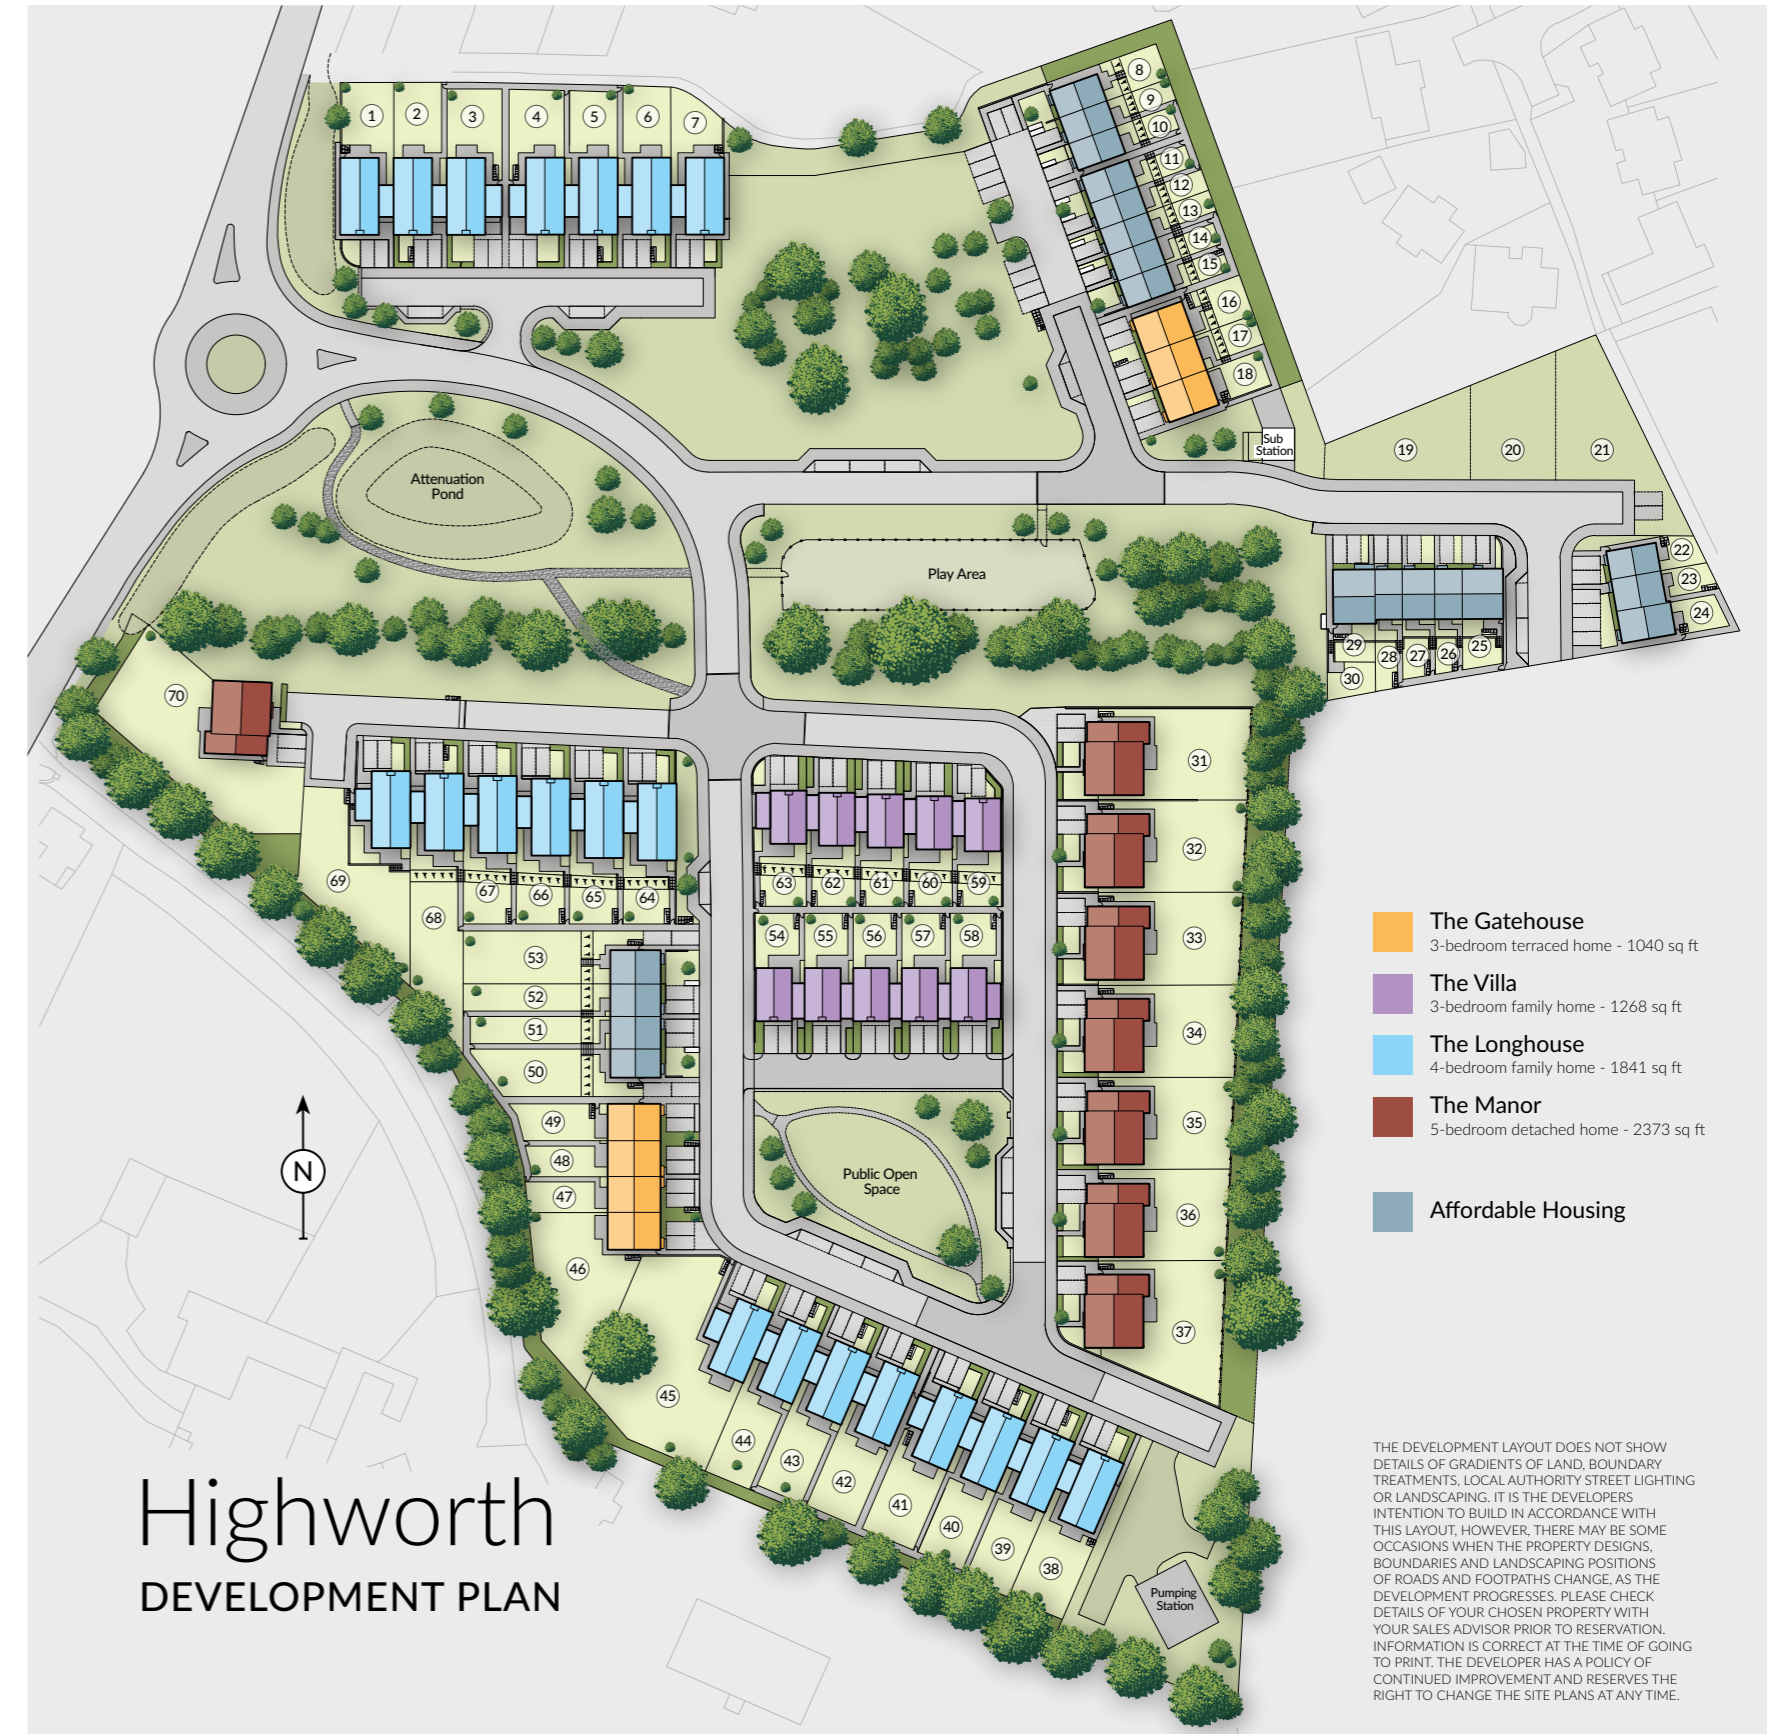 1
2
3
4
5
6
7
8
9
10
11
12
13
14
15
16
17
18
Sub
Station
19
20
21
Attenuation
Pond
Play Area
22
23
24
29
28
27
26
25
30
70
31
32
33
34
35
36
37
69
68
67
66
65
64
63
62
61
60
59
54
55
56
57
58
53
52
51
50
49
48
47
46
45
44
43
42
41
40
39
38
Public Open
Space
Pumping
Station
N
The Gatehouse
3-bedroom terraced home - 1040 sq ft
The Villa
3-bedroom family home - 1268 sq ft
The Longhouse
4-bedroom family home - 1841 sq ft
The Manor
5-bedroom detached home - 2373 sq ft
Affordable Housing
Highworth
DEVELOPMENT PLAN
THE DEVELOPMENT LAYOUT DOES NOT SHOW
DETAILS OF GRADIENTS OF LAND, BOUNDARY
TREATMENTS, LOCAL AUTHORITY STREET LIGHTING
OR LANDSCAPING. IT IS THE DEVELOPERS
INTENTION TO BUILD IN ACCORDANCE WITH
THIS LAYOUT, HOWEVER, THERE MAY BE SOME
OCCASIONS WHEN THE PROPERTY DESIGNS,
BOUNDARIES AND LANDSCAPING POSITIONS
OF ROADS AND FOOTPATHS CHANGE, AS THE
DEVELOPMENT PROGRESSES. PLEASE CHECK
DETAILS OF YOUR CHOSEN PROPERTY WITH
YOUR SALES ADVISOR PRIOR TO RESERVATION.
INFORMATION IS CORRECT AT THE TIME OF GOING
TO PRINT. THE DEVELOPER HAS A POLICY OF
CONTINUED IMPROVEMENT AND RESERVES THE
RIGHT TO CHANGE THE SITE PLANS AT ANY TIME.